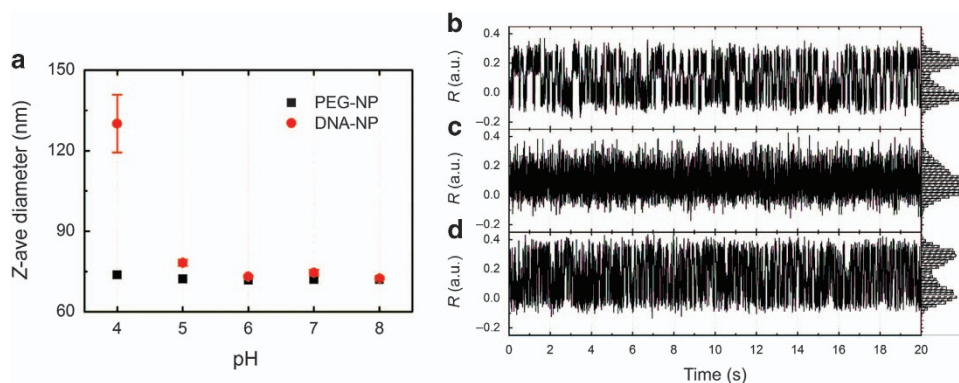 a
Z-ave diameter (nm)
150
120
90
60
4 5 6 7 8
pH
PEG-NP
DNA-NP
b
R (a.u.)
0.4
0.2
0.0
−0.2
c
R (a.u.)
0.4
0.2
0.0
−0.2
d
R (a.u.)
0.4
0.2
0.0
−0.2
0 2 4 6 8 10 12 14 16 18 20
Time (s)